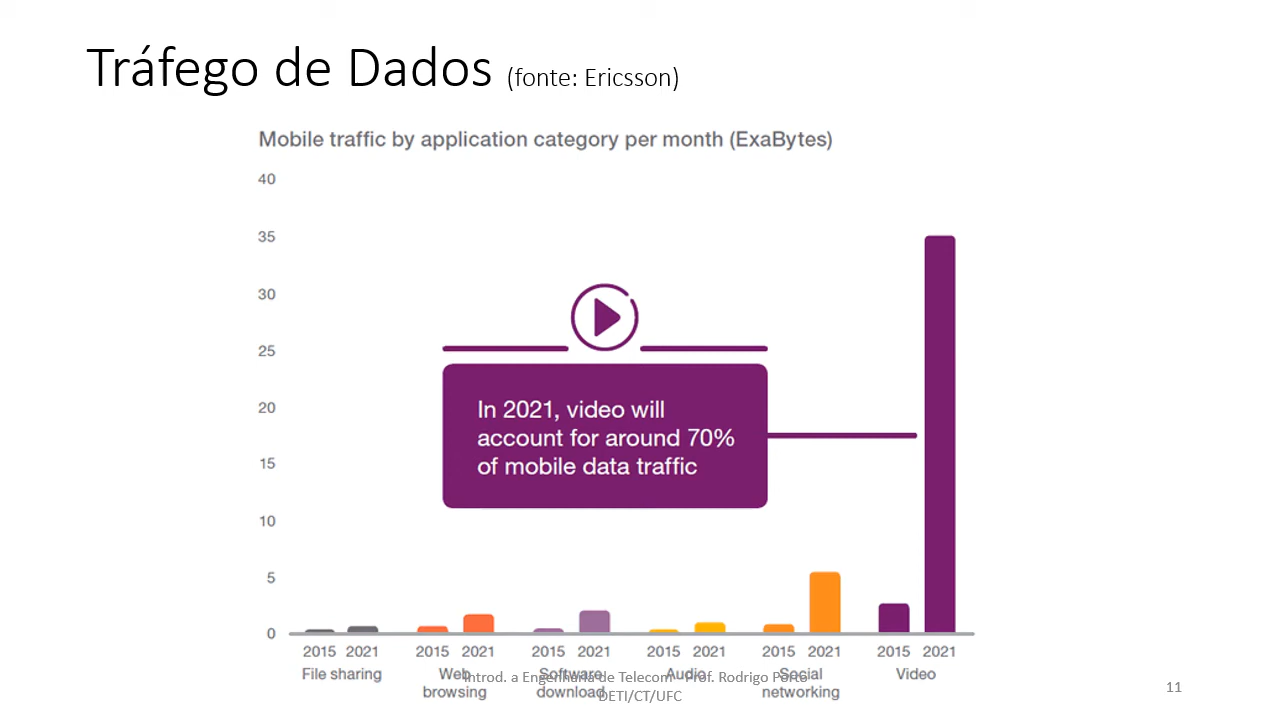 Tráfego de Dados (fonte: Ericsson)
Mobile traffic by application category per month (ExaBytes)
40
35
30
25
20
15
10
5
0
In 2021, video will
account for around 70%
of mobile data traffic
2015 2021 2015 2021 2015 2021 2015 2021 2015 2021 2015 2021
File sharing
Web
browsing
Software
download
Audio
Social
networking
Video
Introd. a Engenharia de Telecom - Prof. Rodrigo Porto
DETI/CT/UFC
11